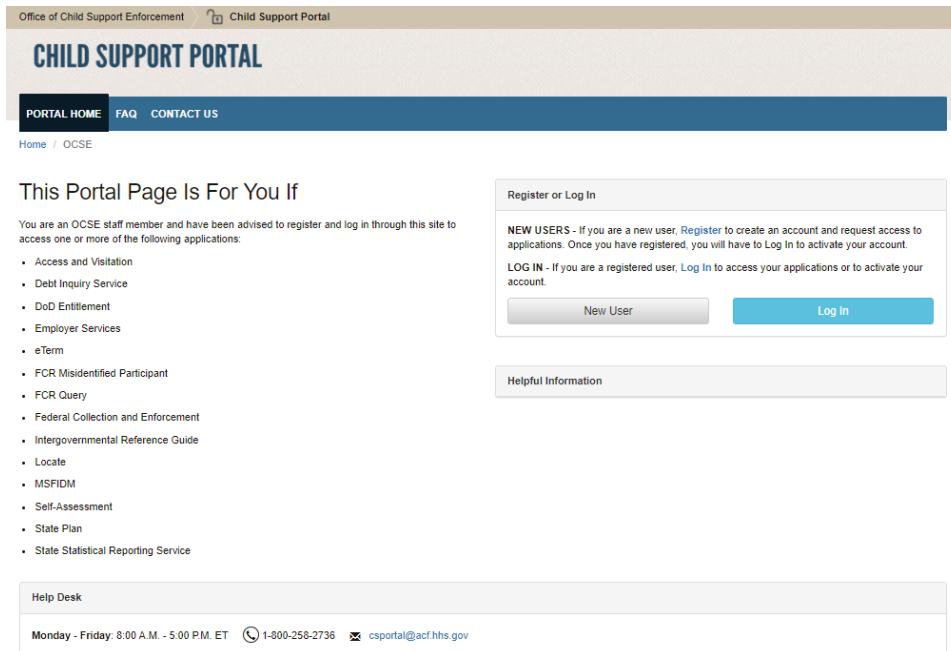 Office of Child Support Enforcement
Child Support Portal
CHILD SUPPORT PORTAL
PORTAL HOME FAQ CONTACT US
Home / OCSE
This Portal Page Is For You If
You are an OCSE staff member and have been advised to register and log in through this site to
access one or more of the following applications:
• Access and Visitation
• Debt Inquiry Service
• DoD Entitlement
• Employer Services
• eTerm
• FCR Misidentified Participant
• FCR Query
• Federal Collection and Enforcement
• Intergovernmental Reference Guide
• Locate
• MSFIDM
• Self-Assessment
• State Plan
• State Statistical Reporting Service
Register or Log In
NEW USERS - If you are a new user, Register to create an account and request access to
applications. Once you have registered, you will have to Log In to activate your account.
LOG IN - If you are a registered user, Log In to access your applications or to activate your
account.
New User
Log In
Helpful Information
Help Desk
Monday - Friday: 8:00 A.M. - 5:00 P.M. ET 1-800-258-2736 csportal@acf.hhs.gov